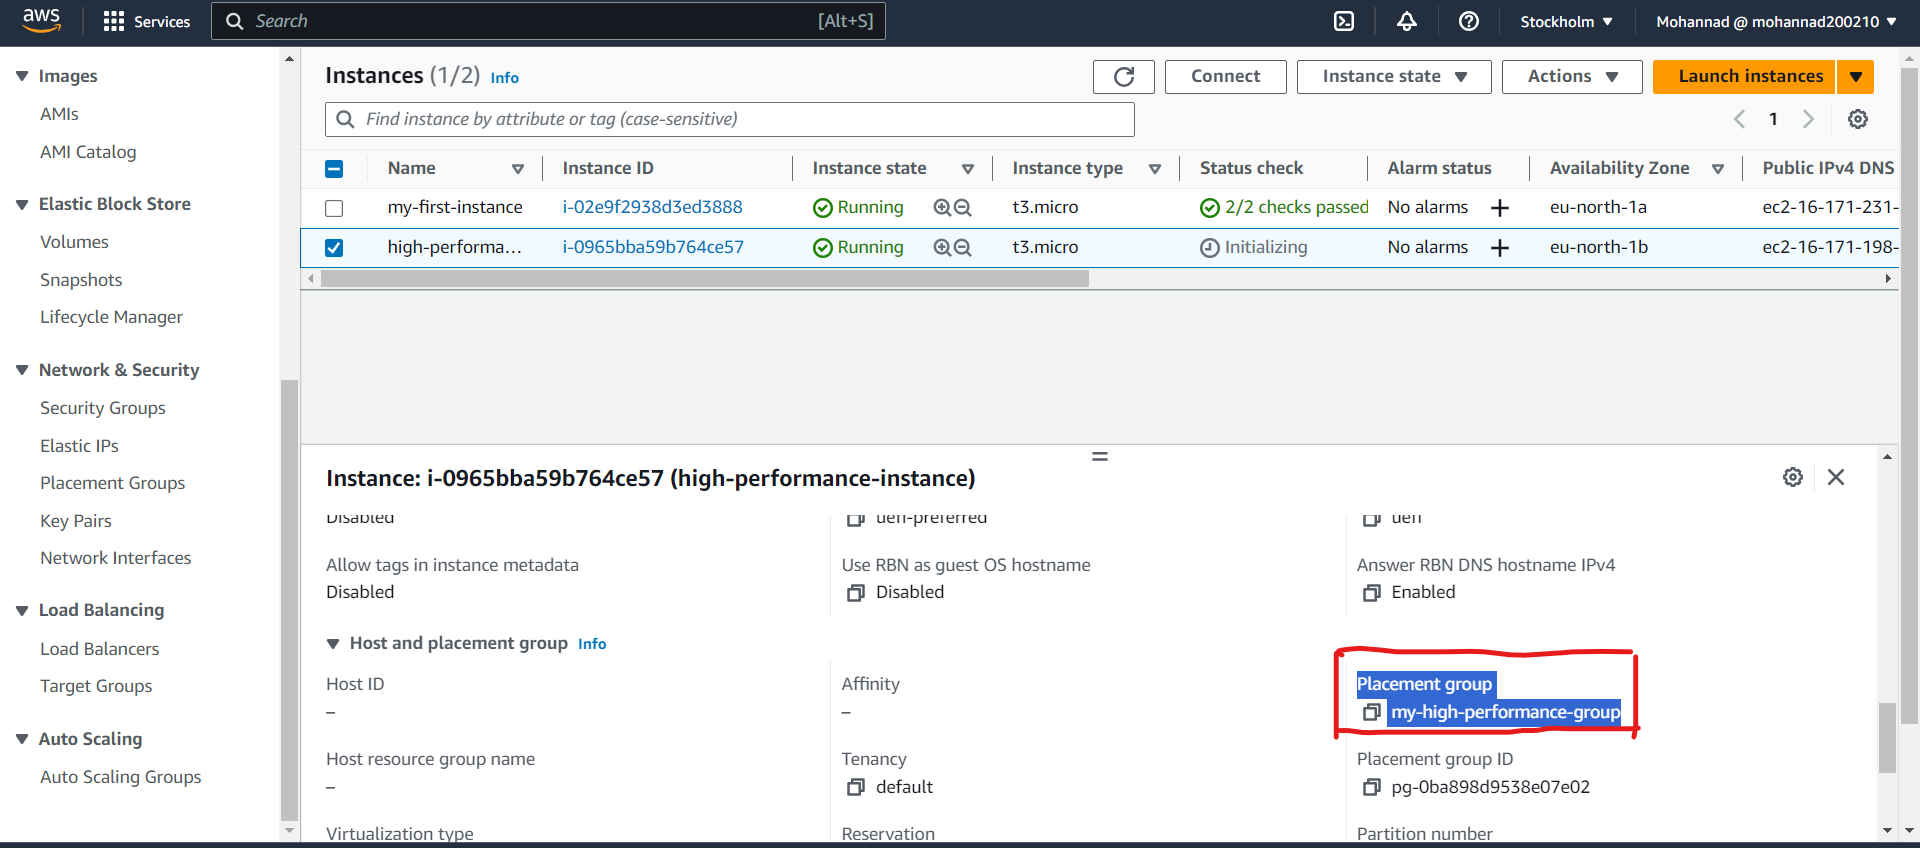 aws Services Search [Alt+S] Stockholm Mohannad @ mohannad200210
Images
AMIs
AMI Catalog
Elastic Block Store
Volumes
Snapshots
Lifecycle Manager
Network & Security
Security Groups
Elastic IPs
Placement Groups
Key Pairs
Network Interfaces
Load Balancing
Load Balancers
Target Groups
Auto Scaling
Auto Scaling Groups
Instances (1/2) Info Connect Instance state Actions Launch instances
Find instance by attribute or tag (case-sensitive) 1
Name Instance ID Instance state Instance type Status check Alarm status Availability Zone Public IPv4 DNS
my-first-instance i-02e9f2938d3ed3888 Running t3.micro 2/2 checks passed No alarms + eu-north-1a ec2-16-171-231-
high-performa... i-0965bba59b764ce57 Running t3.micro Initializing No alarms + eu-north-1b ec2-16-171-198-
Instance: i-0965bba59b764ce57 (high-performance-instance)
Disabled uefi-preferred uefi
Allow tags in instance metadata Use RBN as guest OS hostname Answer RBN DNS hostname IPv4
Disabled Disabled Enabled
Host and placement group Info
Host ID Affinity Placement group
– – my-high-performance-group
Host resource group name Tenancy Placement group ID
– default pg-0ba898d9538e07e02
Virtualization type Reservation Partition number